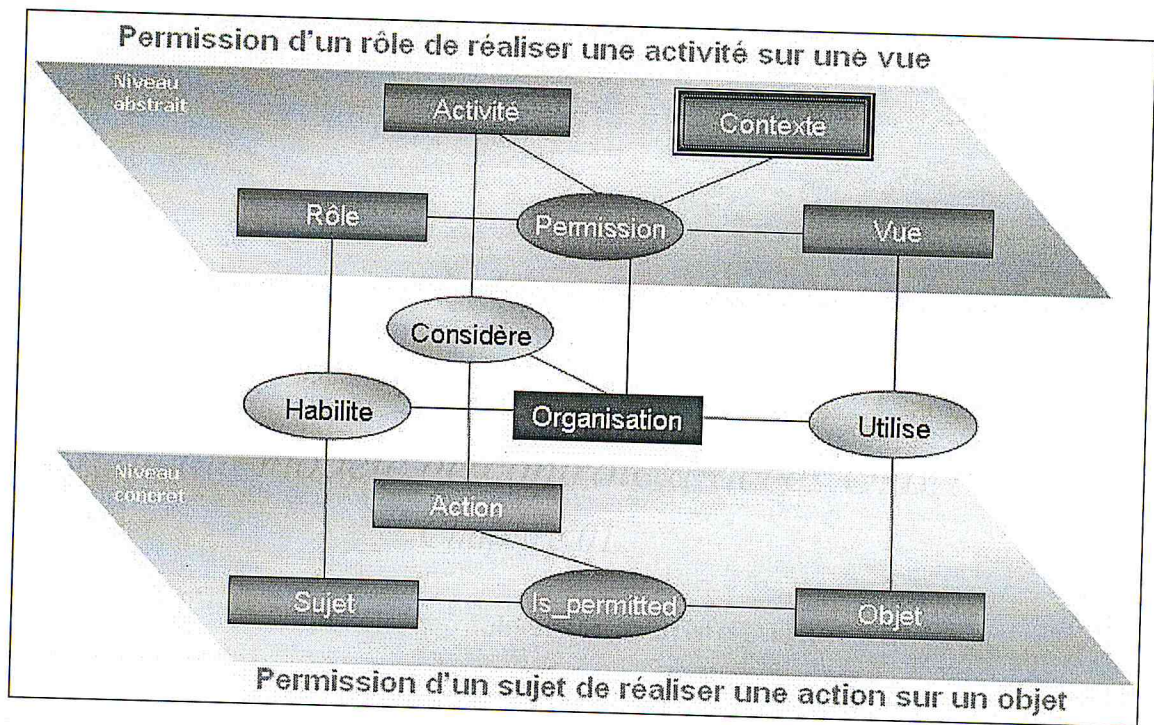 Permission d'un rôle de réaliser une activité sur une vue
Niveau
abstrait
Activité
Contexte
Rôle
Permission
Vue
Considère
Habilite
Organisation
Utilise
Niveau
concret
Action
Sujet
Is_permitted
Objet
Permission d'un sujet de réaliser une action sur un objet